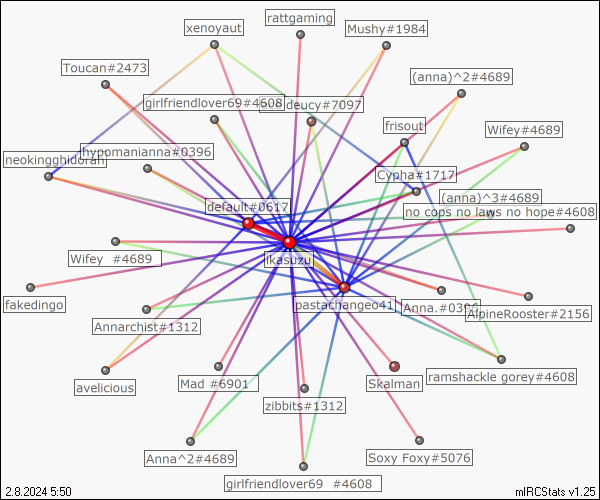 rattgaming
xenoyaut
Mushy#1984
Toucan#2473
(anna)^2#4689
girlfriendlover69#4608
deucy#7097
frisout
Wifey#4689
hypomanianna#0396
neokingghidorah
Cypha#1717
(anna)^3#4689
default#0617
no cops no laws no hope#4608
Wifey #4689
ikasuzu
fakedingo
pastachangeo41
Anna.#039
AlpineRooster#2156
Annarchist#1312
avelicious
Mad #6901
Skalman
ramshackle gorey#4608
zibbits#1312
Anna^2#4689
Soxy Foxy#5076
girlfriendlover69 #4608
2.8.2024 5:50
mIRCStats v1.25